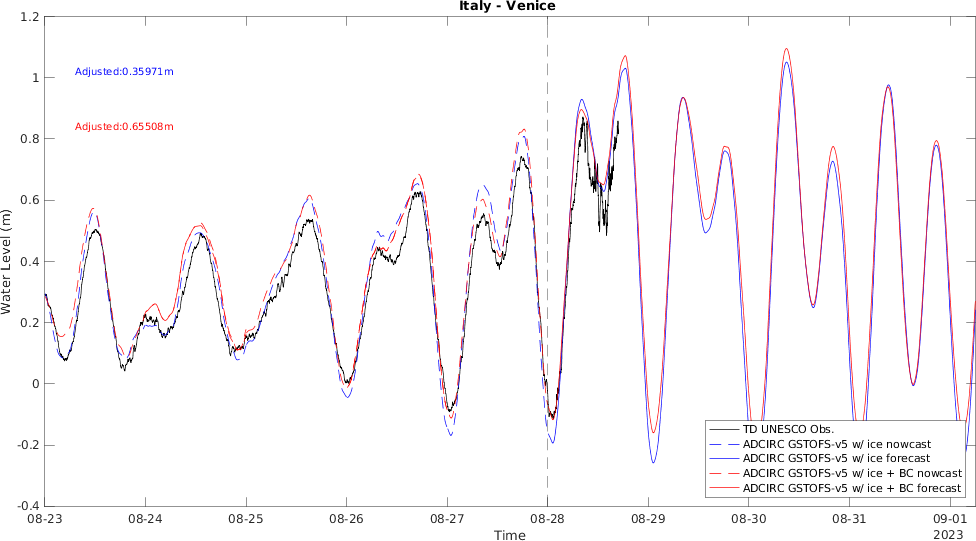 Italy - Venice
1.2
1
0.8
0.6
0.4
0.2
0
-0.2
-0.4
Water Level (m)
Adjusted:0.35971m
Adjusted:0.65508m
TD UNESCO Obs.
ADCIRC GSTOFS-v5 w/ ice nowcast
ADCIRC GSTOFS-v5 w/ ice forecast
ADCIRC GSTOFS-v5 w/ ice + BC nowcast
ADCIRC GSTOFS-v5 w/ ice + BC forecast
08-23 08-24 08-25 08-26 08-27 08-28 08-29 08-30 08-31 09-01
Time 2023